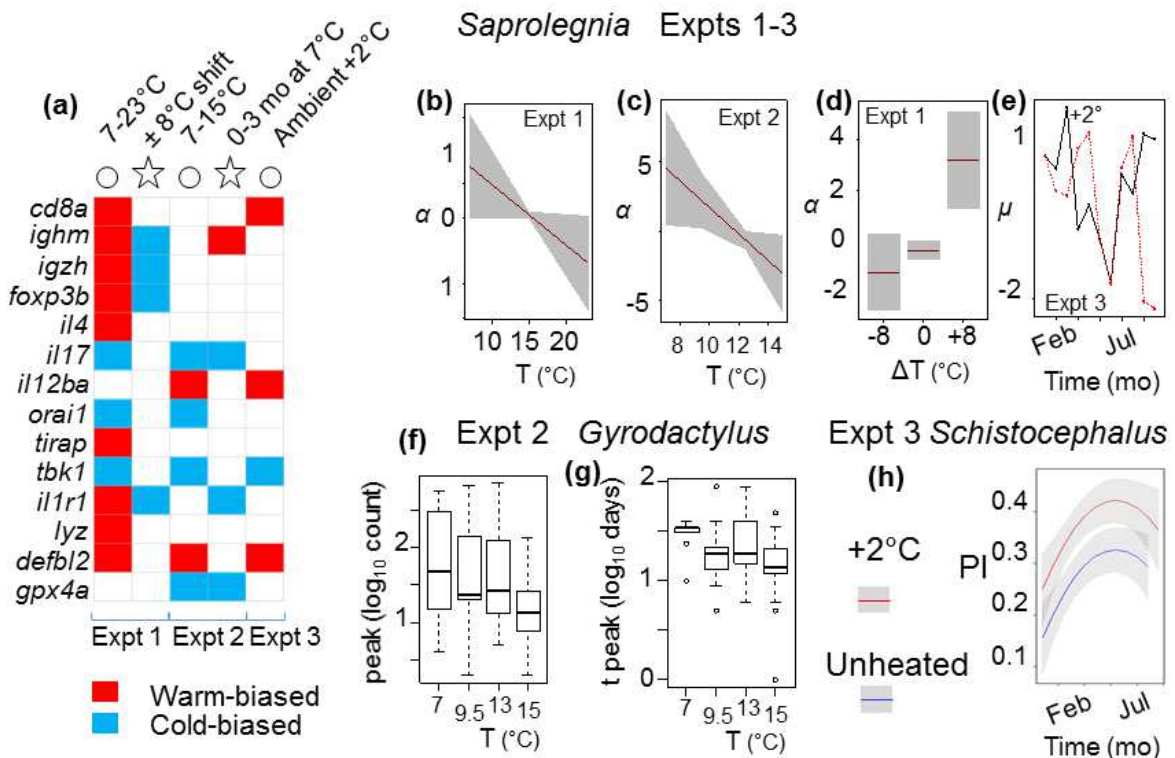 Saprolegnia Expts 1-3
(a)
7-23°C
± 8°C shift
7-15°C
0-3 mo at 7°C
Ambient +2°C
cd8a
ighm
igzh
foxp3b
il4
il17
il12ba
orai1
tirap
tbk1
il1r1
lyz
defbl2
gpx4a
Expt 1 Expt 2 Expt 3
Warm-biased
Cold-biased
(b)
Expt 1
1
α 0
1
10 15 20
T (°C)
(c)
Expt 2
5
α
-5
8 10 12 14
T (°C)
(d)
Expt 1
4
2
α
0
-2
-8 0 +8
ΔT (°C)
(e)
+2°
1
μ
-2
Expt 3
Feb Jul
Time (mo)
(f) Expt 2 Gyrodactylus
peak (log10 count)
2
1
7 9.5 13 15
T (°C)
(g)
t peak (log10 days)
2
1.0
0
7 9.5 13 15
T (°C)
Expt 3 Schistocephalus
(h)
+2°C
Unheated
PI
0.4
0.3
0.2
0.1
Feb Jul
Time (mo)